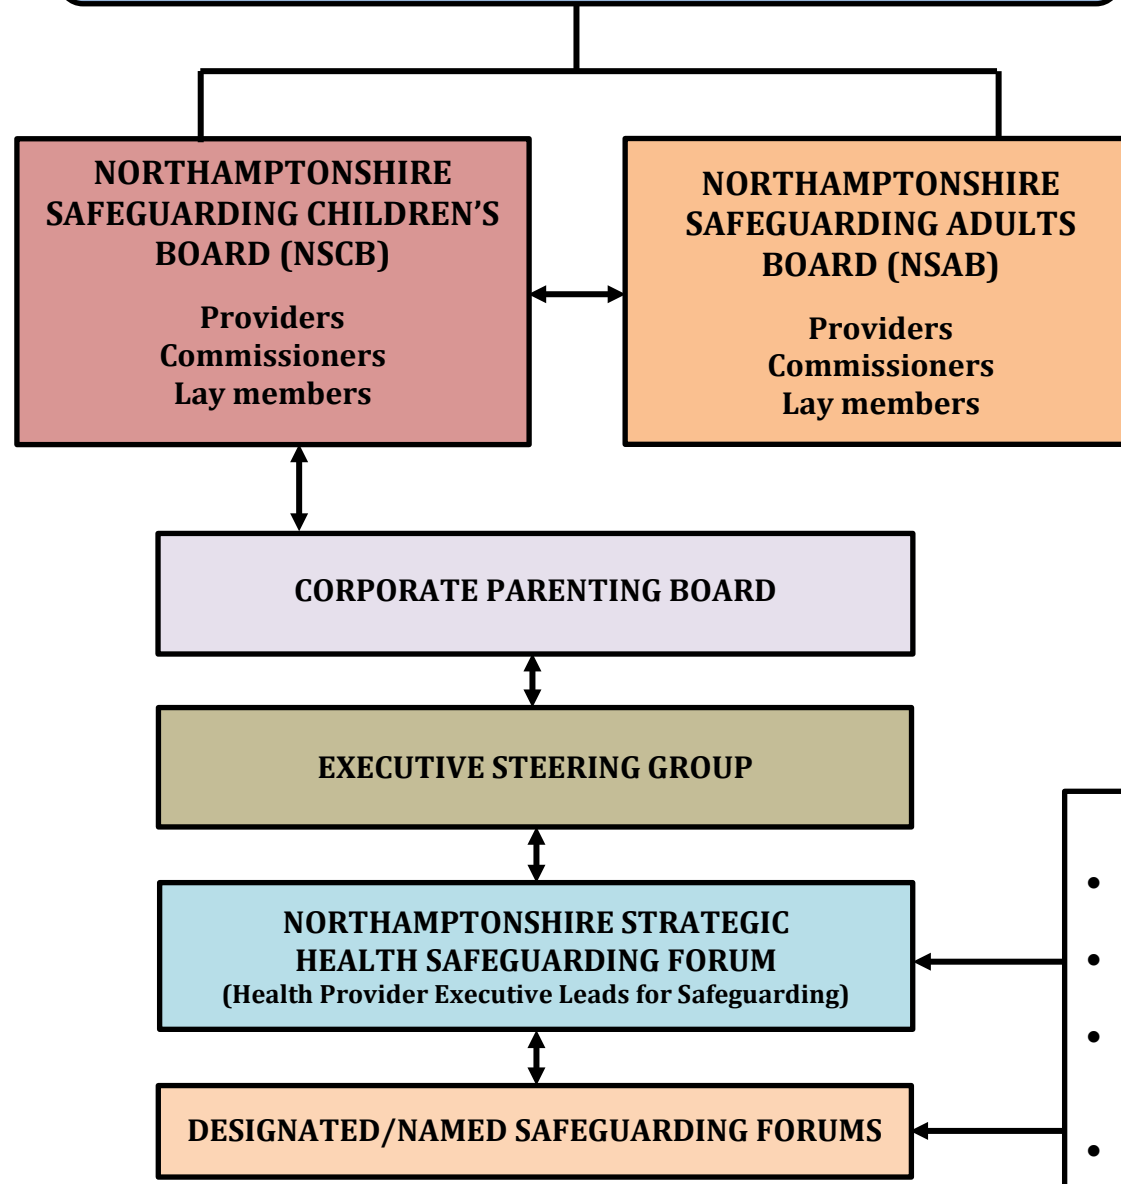 NORTHAMPTONSHIRE
SAFEGUARDING CHILDREN’S
BOARD (NSCB)
Providers
Commissioners
Lay members
NORTHAMPTONSHIRE
SAFEGUARDING ADULTS
BOARD (NSAB)
Providers
Commissioners
Lay members
CORPORATE PARENTING BOARD
EXECUTIVE STEERING GROUP
NORTHAMPTONSHIRE STRATEGIC
HEALTH SAFEGUARDING FORUM
(Health Provider Executive Leads for Safeguarding)
DESIGNATED/NAMED SAFEGUARDING FORUMS